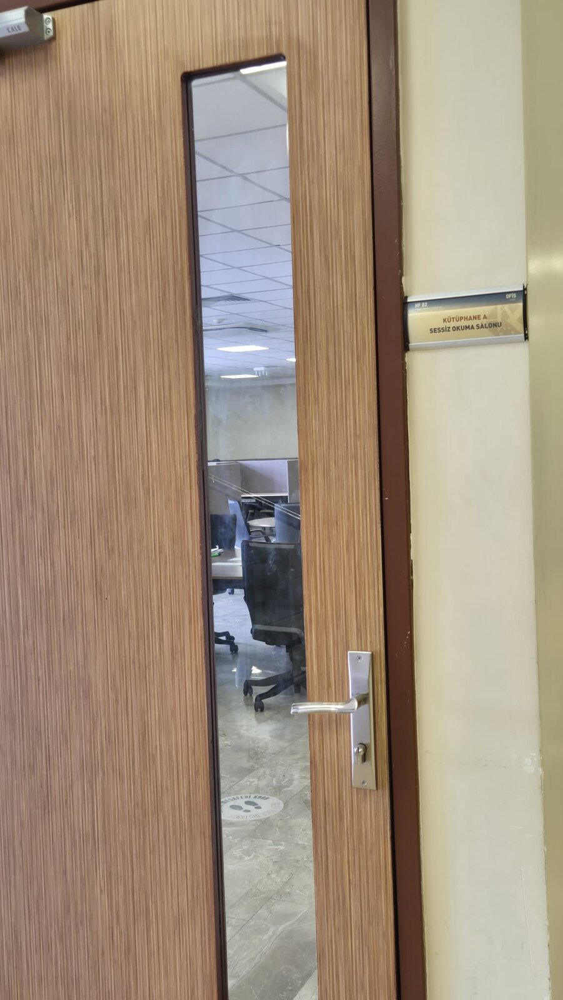 KALE
HF 02
OFİS
KÜTÜPHANE A
SESSİZ OKUMA SALONU